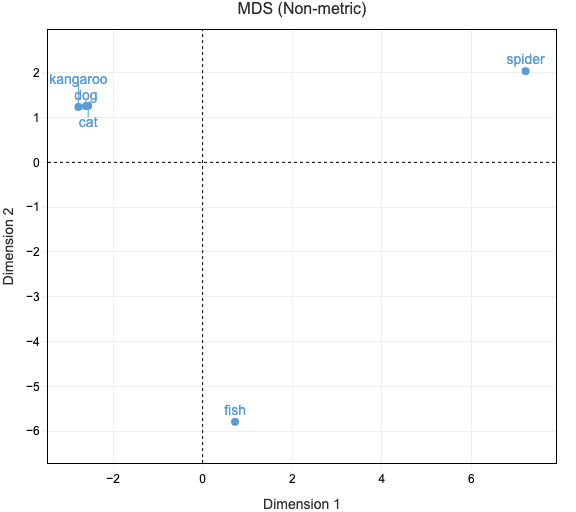 MDS (Non-metric)
spider
kangaroo
dog
cat
fish
2
1
0
−1
−2
−3
−4
−5
−6
Dimension 2
−2
0
2
4
6
Dimension 1